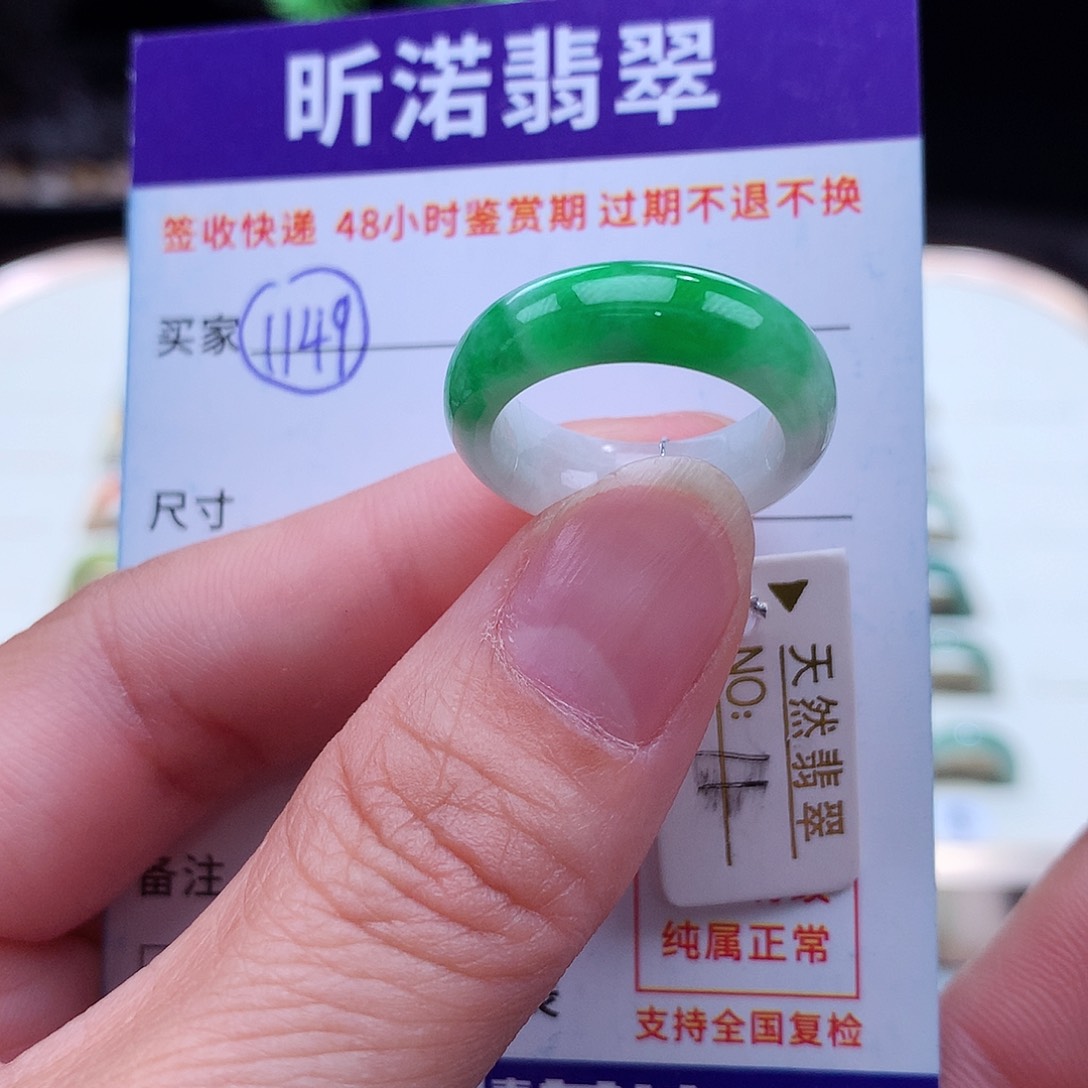 昕渃翡翠
签收快递 48小时鉴赏期 过期不退不换
买家 1149
尺寸
天然翡翠
NO:
备注
纯属正常
支持全国复检